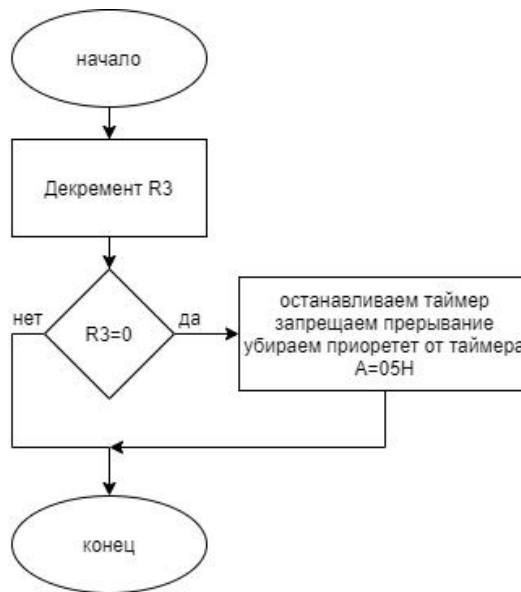 начало
Декремент R3
нет
R3=0
да
останавливаем таймер
запрещаем прерывание
убираем приоретет от таймера
A=05H
конец